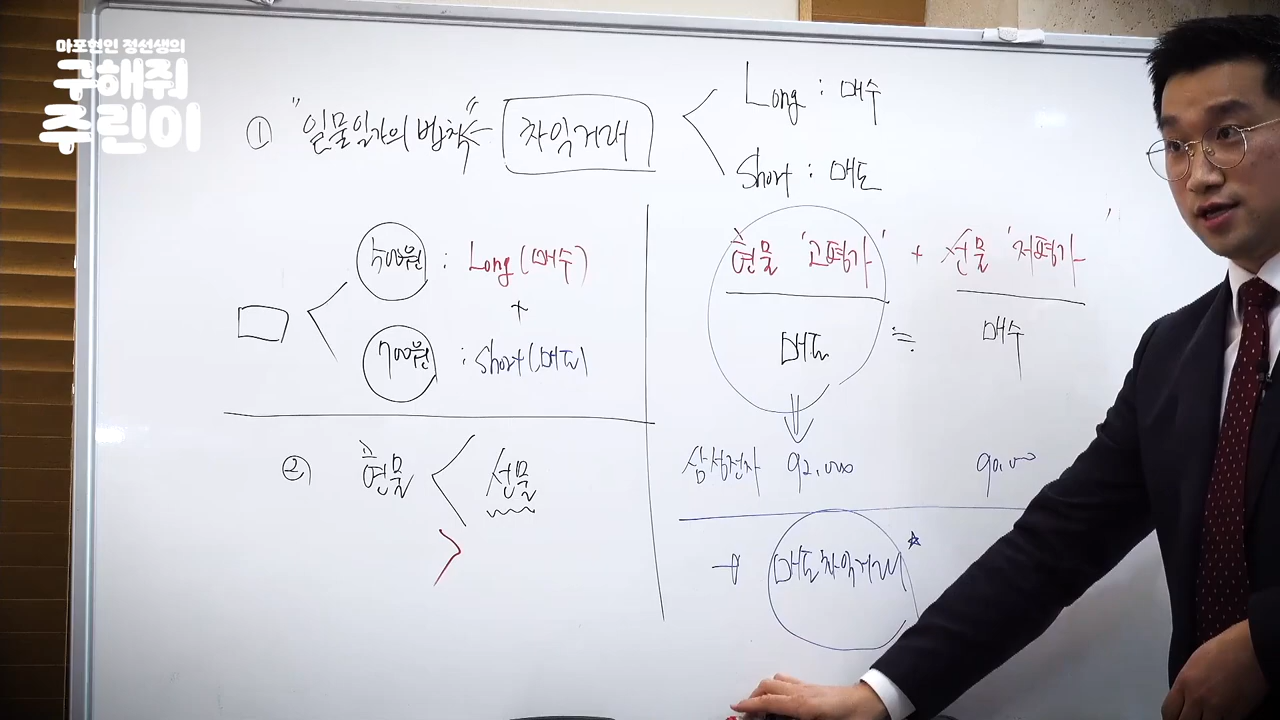 마포현인 정선생의
구해줘
주린이
① "일물일가의 법칙" ← 차익거래 < Long : 매수
Short : 매도
500원 : Long (매수)
+
700원 : short (매도)
② 현물 < 선물
>
현물 '고평가' + 선물 '저평가'
매도 ≒ 매수
삼성전자 92,000 90,000
→ 매도차익거래 ☆